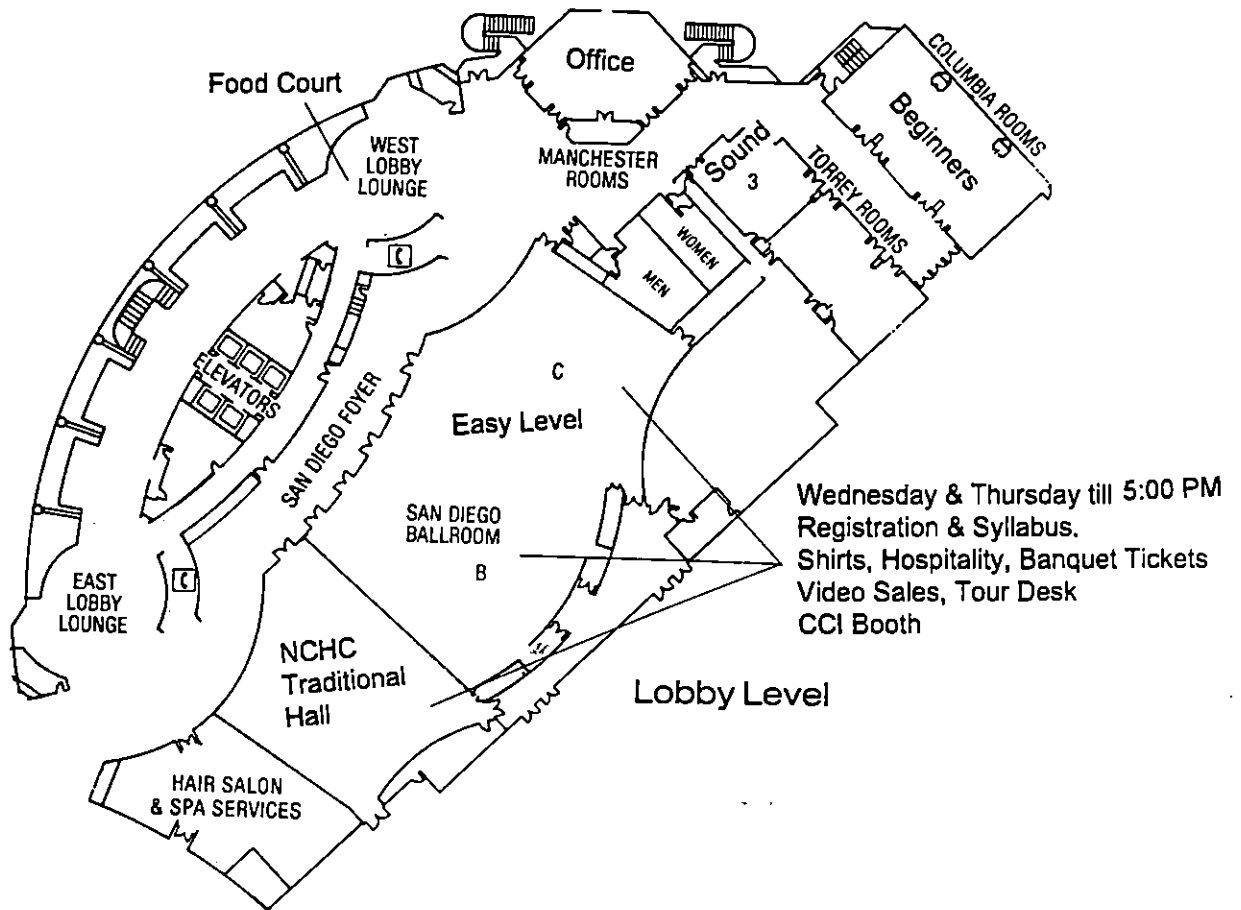 Office
Food Court
COLUMBIA ROOMS
Beginners
WEST
LOBBY
LOUNGE
MANCHESTER
ROOMS
Sound
3
TORREY ROOMS
WOMEN
MEN
ELEVATORS
C
SAN DIEGO FOYER
Easy Level
Wednesday & Thursday till 5:00 PM
Registration & Syllabus.
Shirts, Hospitality, Banquet Tickets
Video Sales, Tour Desk
CCI Booth
SAN DIEGO
BALLROOM
B
EAST
LOBBY
LOUNGE
NCHC
Traditional
Hall
Lobby Level
HAIR SALON
& SPA SERVICES